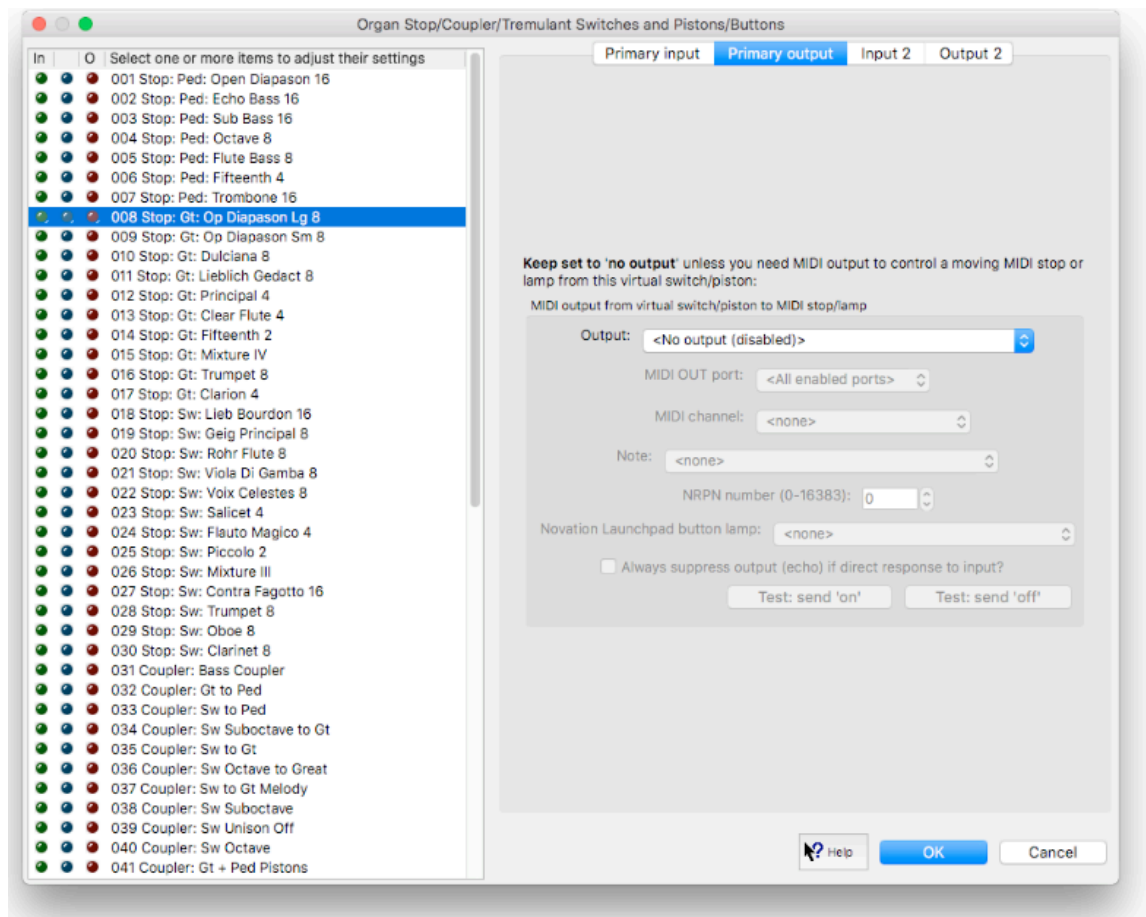 Organ Stop/Coupler/Tremulant Switches and Pistons/Buttons
In O Select one or more items to adjust their settings
001 Stop: Ped: Open Diapason 16
002 Stop: Ped: Echo Bass 16
003 Stop: Ped: Sub Bass 16
004 Stop: Ped: Octave 8
005 Stop: Ped: Flute Bass 8
006 Stop: Ped: Fifteenth 4
007 Stop: Ped: Trombone 16
008 Stop: Gt: Op Diapason Lg 8
009 Stop: Gt: Op Diapason Sm 8
010 Stop: Gt: Dulciana 8
011 Stop: Gt: Lieblich Gedact 8
012 Stop: Gt: Principal 4
013 Stop: Gt: Clear Flute 4
014 Stop: Gt: Fifteenth 2
015 Stop: Gt: Mixture IV
016 Stop: Gt: Trumpet 8
017 Stop: Gt: Clarion 4
018 Stop: Sw: Lieb Bourdon 16
019 Stop: Sw: Geig Principal 8
020 Stop: Sw: Rohr Flute 8
021 Stop: Sw: Viola Di Gamba 8
022 Stop: Sw: Voix Celestes 8
023 Stop: Sw: Salicet 4
024 Stop: Sw: Flauto Magico 4
025 Stop: Sw: Piccolo 2
026 Stop: Sw: Mixture III
027 Stop: Sw: Contra Fagotto 16
028 Stop: Sw: Trumpet 8
029 Stop: Sw: Oboe 8
030 Stop: Sw: Clarinet 8
031 Coupler: Bass Coupler
032 Coupler: Gt to Ped
033 Coupler: Sw to Ped
034 Coupler: Sw Suboctave to Gt
035 Coupler: Sw to Gt
036 Coupler: Sw Octave to Great
037 Coupler: Sw to Gt Melody
038 Coupler: Sw Suboctave
039 Coupler: Sw Unison Off
040 Coupler: Sw Octave
041 Coupler: Gt + Ped Pistons
Primary input Primary output Input 2 Output 2
Keep set to 'no output' unless you need MIDI output to control a moving MIDI stop or
lamp from this virtual switch/piston:
MIDI output from virtual switch/piston to MIDI stop/lamp
Output: <No output (disabled)>
MIDI OUT port: <All enabled ports>
MIDI channel: <none>
Note: <none>
NRPN number (0-16383): 0
Novation Launchpad button lamp: <none>
Always suppress output (echo) if direct response to input?
Test: send 'on' Test: send 'off'
? Help OK Cancel